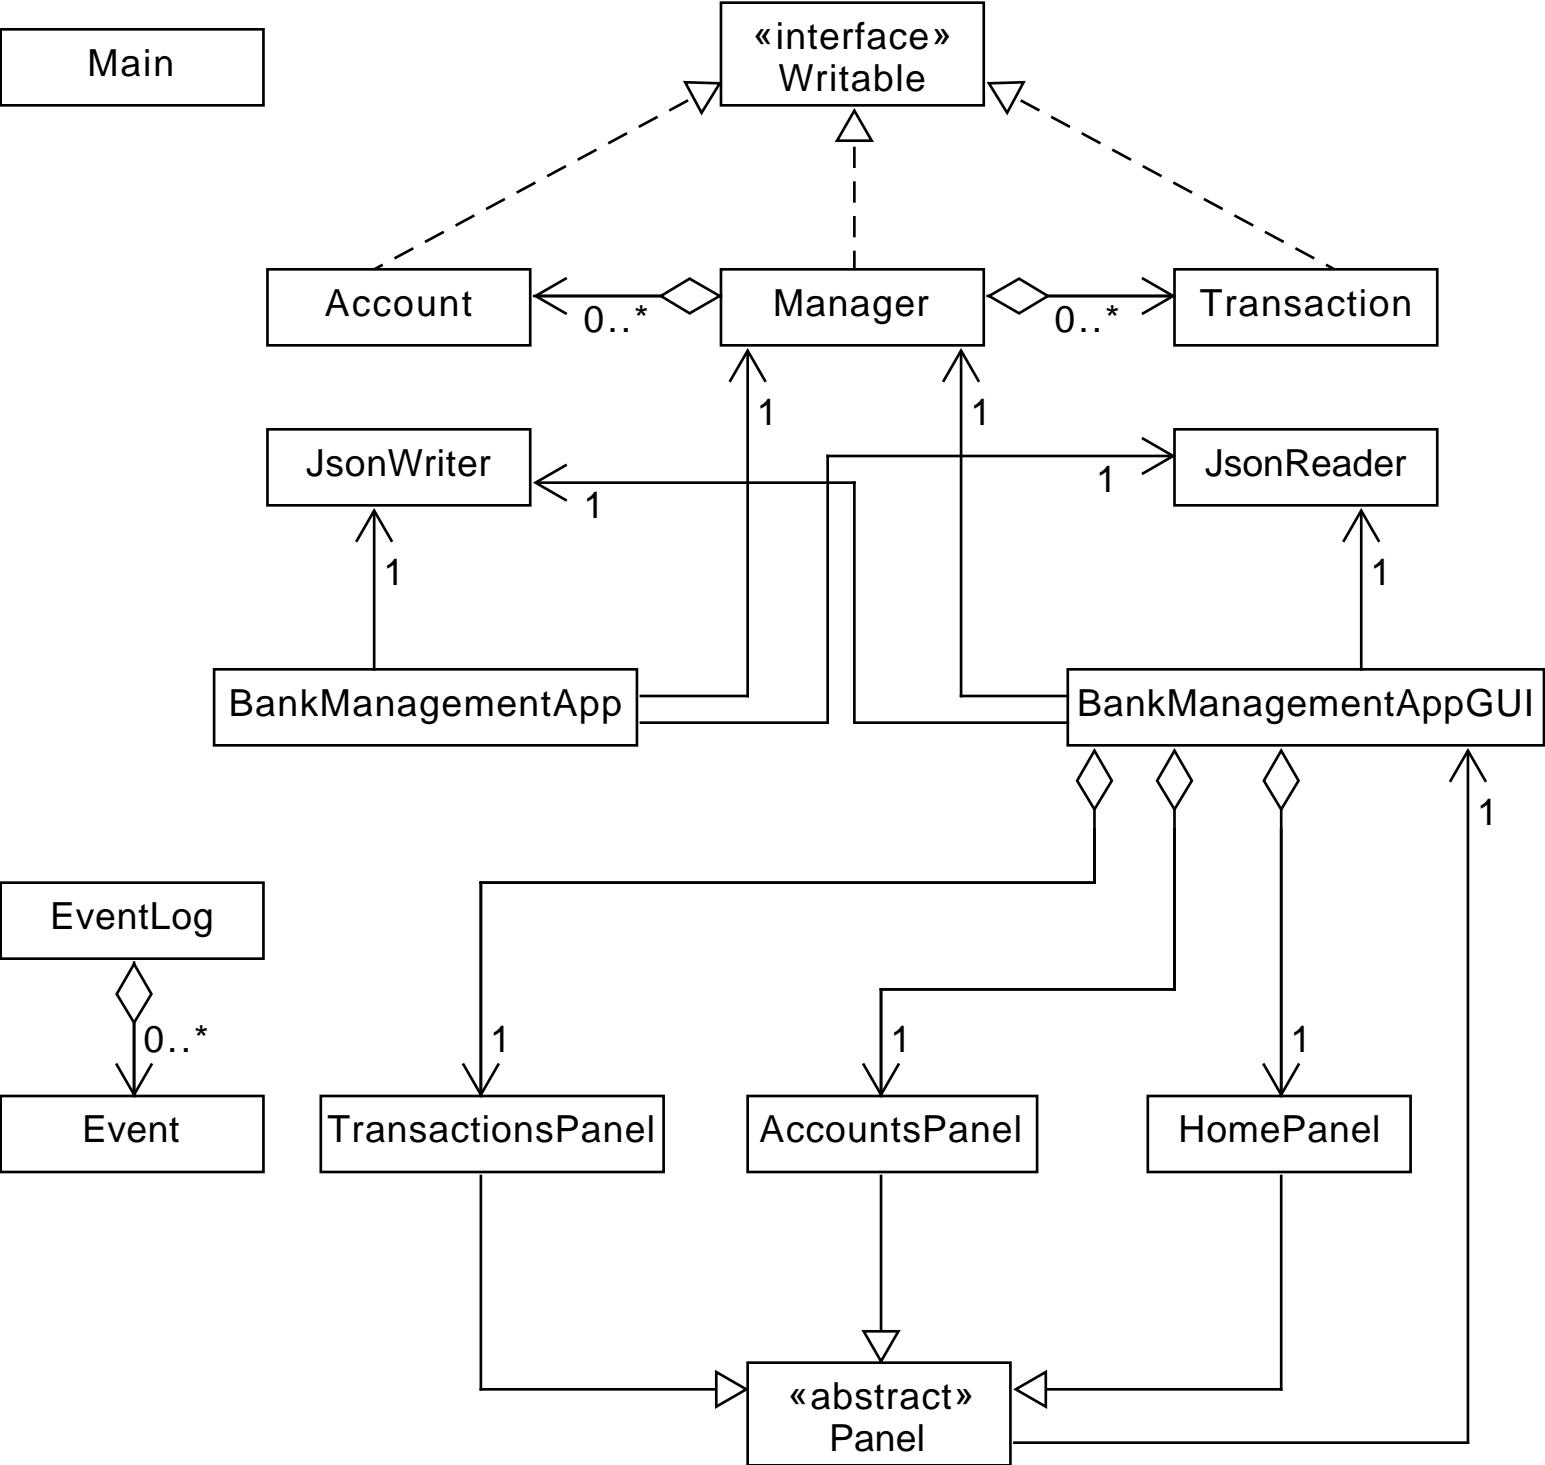 «interface»
Writable
Main
Account
0..*
Manager
0..*
Transaction
1
1
JsonWriter
1
1
JsonReader
1
1
BankManagementApp
BankManagementAppGUI
1
EventLog
0..*
1
1
1
Event
TransactionsPanel
AccountsPanel
HomePanel
«abstract»
Panel